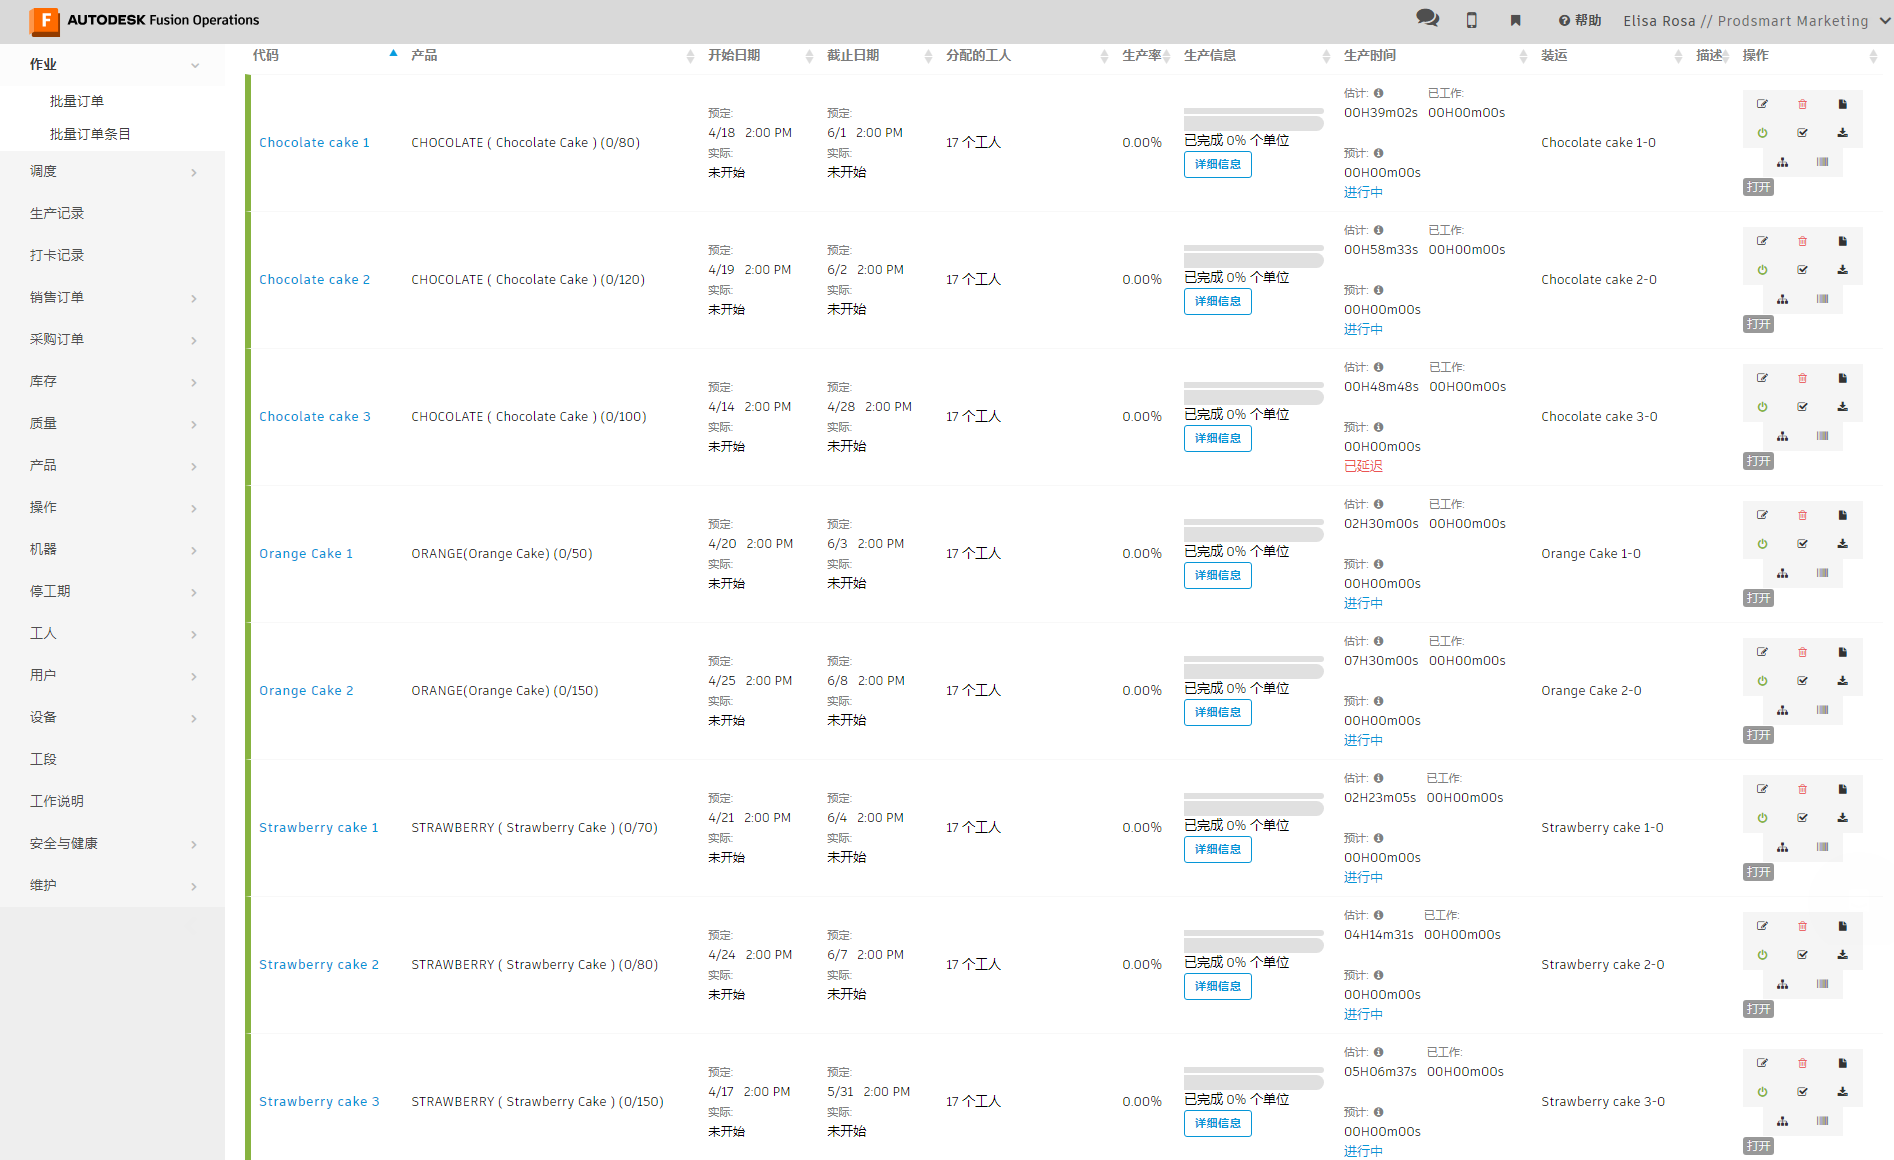 F AUTODESK Fusion Operations
帮助
Elisa Rosa // Prodsmart Marketing
作业
批量订单
批量订单条目
调度
生产记录
打卡记录
销售订单
采购订单
库存
质量
产品
操作
机器
停工期
工人
用户
设备
工段
工作说明
安全与健康
维护
代码 产品 开始日期 截止日期 分配的工人 生产率 生产信息 生产时间 装运 描述 操作
估计: 已工作:
预定: 预定: 00H39m02s 00H00m00s
4/18 2:00 PM 6/1 2:00 PM
Chocolate cake 1 CHOCOLATE ( Chocolate Cake ) (0/80) 17 个工人 0.00% 已完成 0% 个单位 Chocolate cake 1-0
实际: 实际: 预计:
未开始 未开始 详细信息 00H00m00s
进行中 打开
估计: 已工作:
预定: 预定: 00H58m33s 00H00m00s
4/19 2:00 PM 6/2 2:00 PM
Chocolate cake 2 CHOCOLATE ( Chocolate Cake ) (0/120) 17 个工人 0.00% 已完成 0% 个单位 Chocolate cake 2-0
实际: 实际: 预计:
未开始 未开始 详细信息 00H00m00s
进行中 打开
估计: 已工作:
预定: 预定: 00H48m48s 00H00m00s
4/14 2:00 PM 4/28 2:00 PM
Chocolate cake 3 CHOCOLATE ( Chocolate Cake ) (0/100) 17 个工人 0.00% 已完成 0% 个单位 Chocolate cake 3-0
实际: 实际: 预计:
未开始 未开始 详细信息 00H00m00s
已延迟 打开
估计: 已工作:
预定: 预定: 02H30m00s 00H00m00s
4/20 2:00 PM 6/3 2:00 PM
Orange Cake 1 ORANGE(Orange Cake) (0/50) 17 个工人 0.00% 已完成 0% 个单位 Orange Cake 1-0
实际: 实际: 预计:
未开始 未开始 详细信息 00H00m00s
进行中 打开
估计: 已工作:
预定: 预定: 07H30m00s 00H00m00s
4/25 2:00 PM 6/8 2:00 PM
Orange Cake 2 ORANGE(Orange Cake) (0/150) 17 个工人 0.00% 已完成 0% 个单位 Orange Cake 2-0
实际: 实际: 预计:
未开始 未开始 详细信息 00H00m00s
进行中 打开
估计: 已工作:
预定: 预定: 02H23m05s 00H00m00s
4/21 2:00 PM 6/4 2:00 PM
Strawberry cake 1 STRAWBERRY ( Strawberry Cake ) (0/70) 17 个工人 0.00% 已完成 0% 个单位 Strawberry cake 1-0
实际: 实际: 预计:
未开始 未开始 详细信息 00H00m00s
进行中 打开
估计: 已工作:
预定: 预定: 04H14m31s 00H00m00s
4/24 2:00 PM 6/7 2:00 PM
Strawberry cake 2 STRAWBERRY ( Strawberry Cake ) (0/80) 17 个工人 0.00% 已完成 0% 个单位 Strawberry cake 2-0
实际: 实际: 预计:
未开始 未开始 详细信息 00H00m00s
进行中 打开
估计: 已工作:
预定: 预定: 05H06m37s 00H00m00s
4/17 2:00 PM 5/31 2:00 PM
Strawberry cake 3 STRAWBERRY ( Strawberry Cake ) (0/150) 17 个工人 0.00% 已完成 0% 个单位 Strawberry cake 3-0
实际: 实际: 预计:
未开始 未开始 详细信息 00H00m00s
进行中 打开